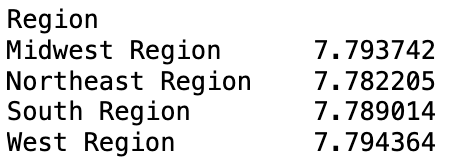 Region
Midwest Region 7.793742
Northeast Region 7.782205
South Region 7.789014
West Region 7.794364